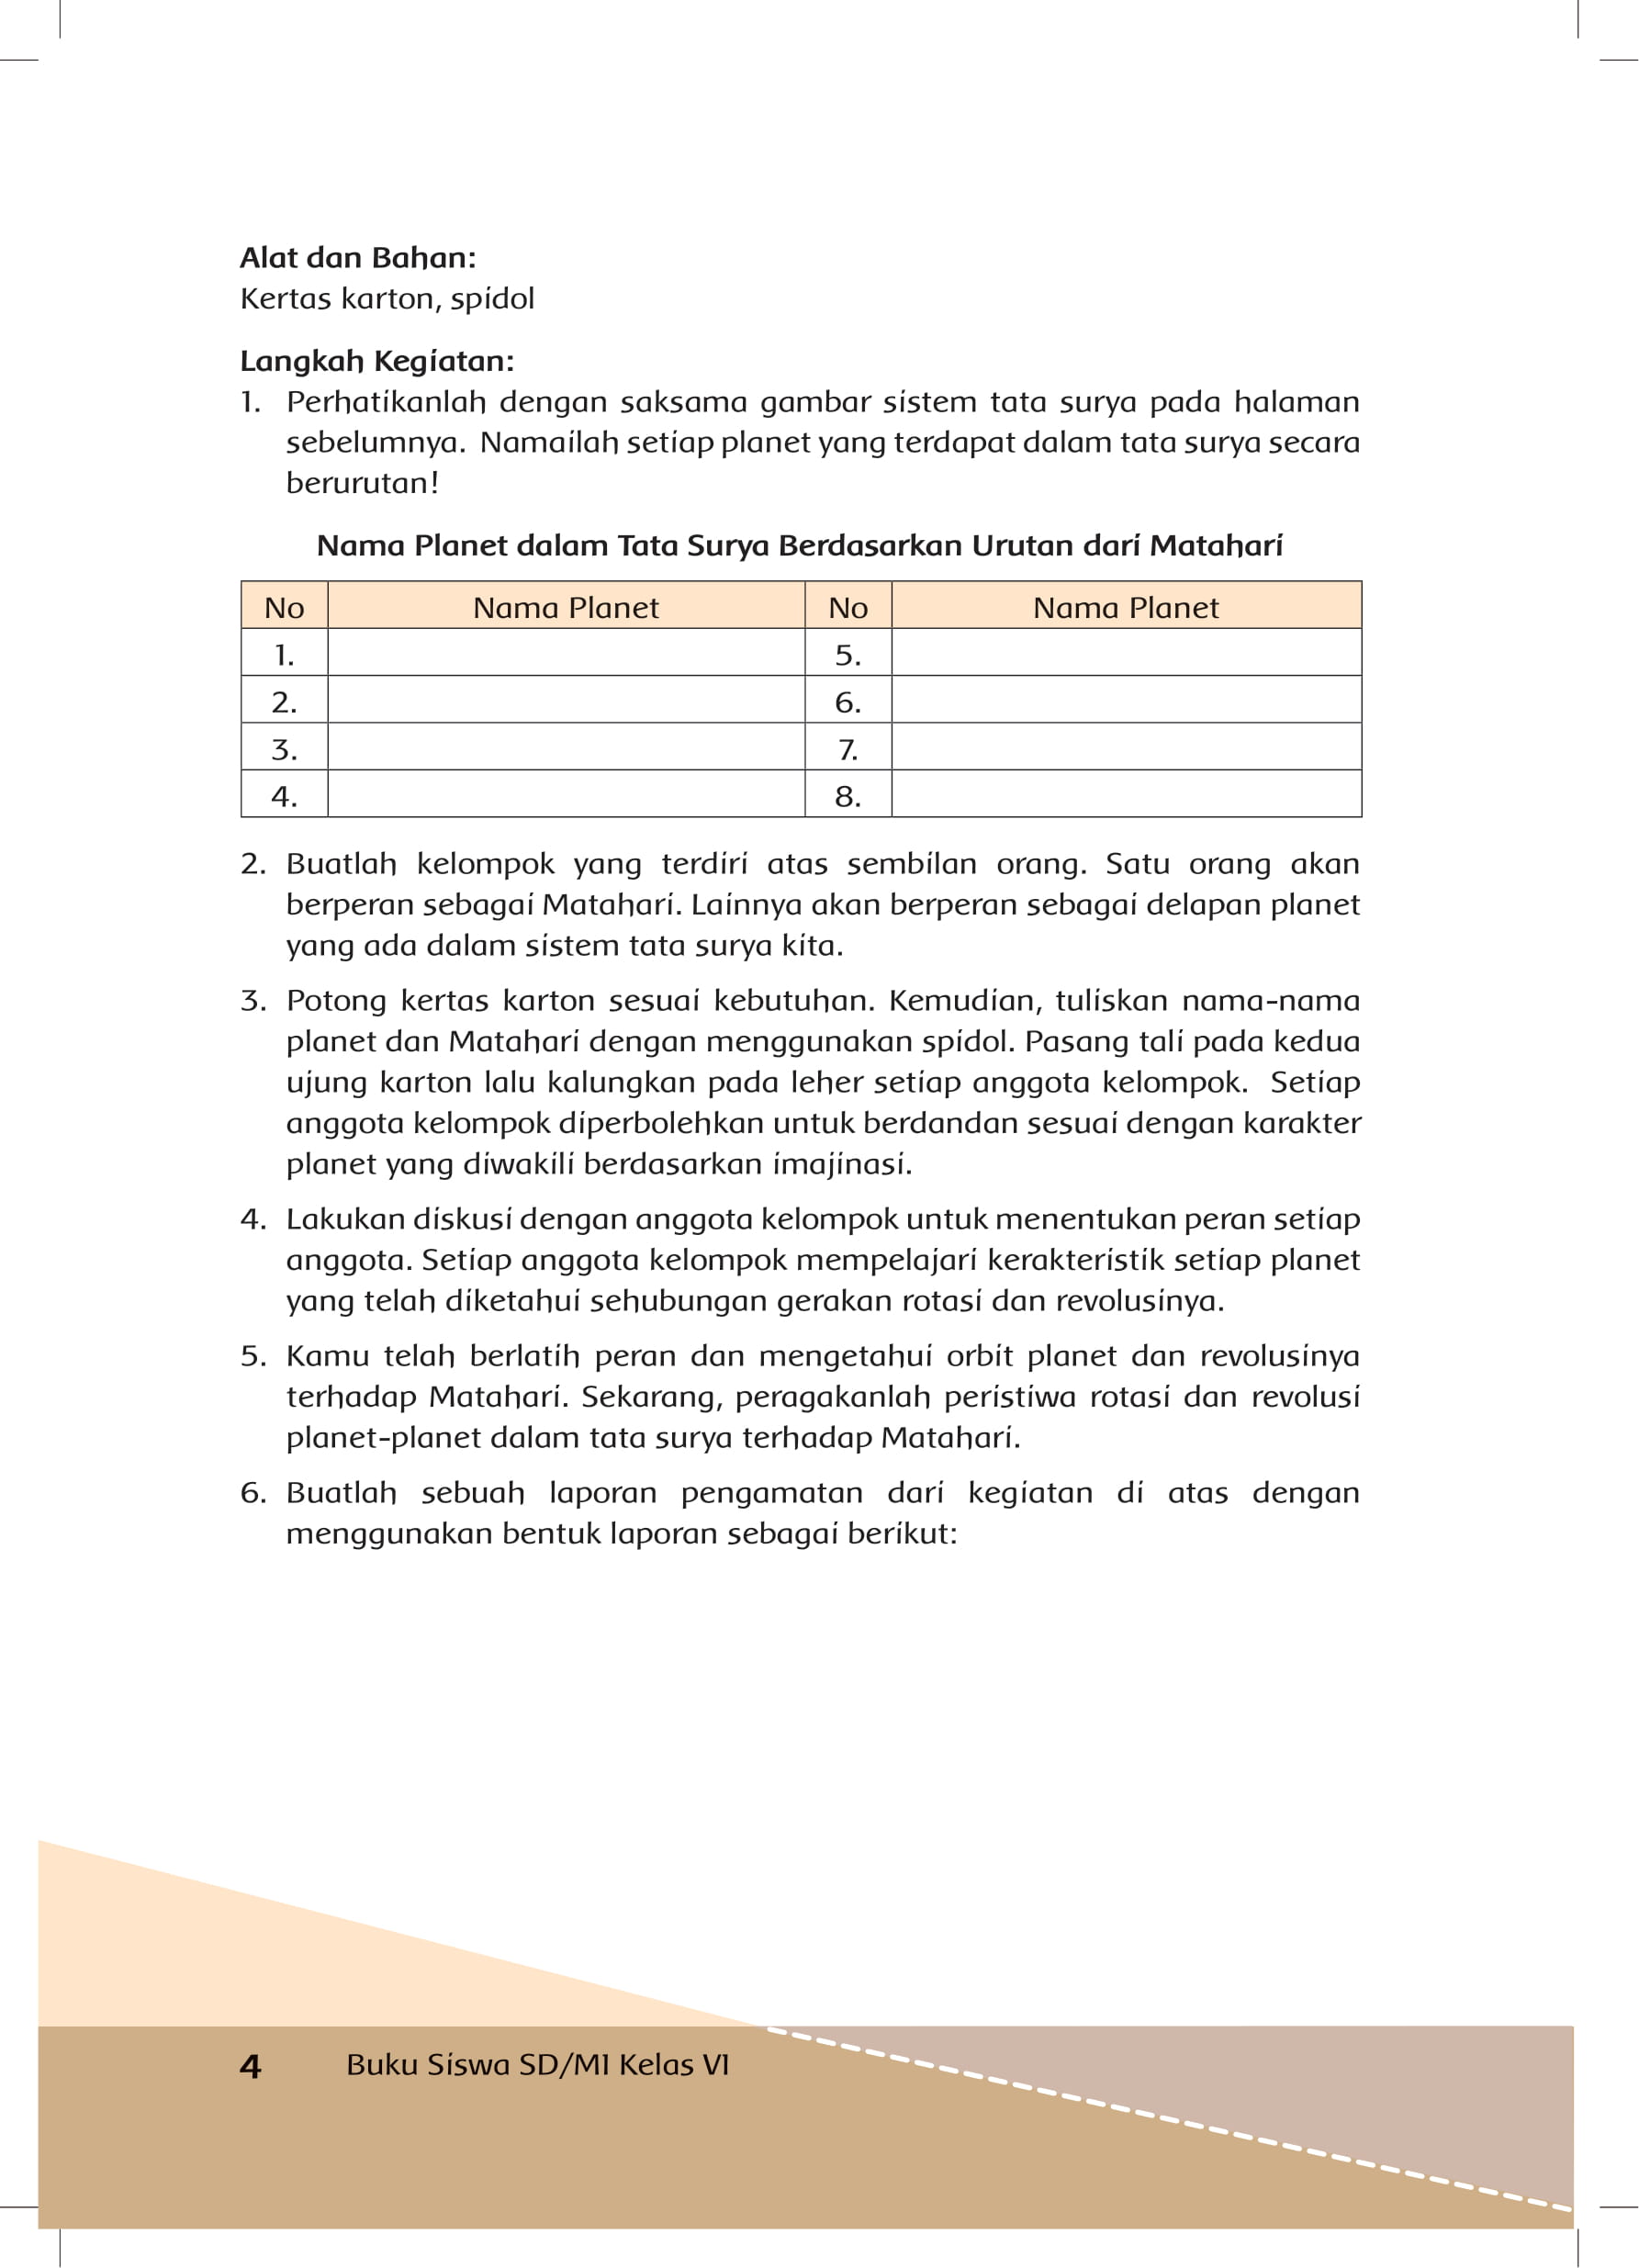 Alat dan Bahan:
Kertas karton, spidol
Langkah Kegiatan:
1. Perhatikanlah dengan saksama gambar sistem tata surya pada halaman
sebelumnya. Namailah setiap planet yang terdapat dalam tata surya secara
berurutan!
Nama Planet dalam Tata Surya Berdasarkan Urutan dari Matahari
No Nama Planet No Nama Planet
1. 5.
2. 6.
3. 7.
4. 8.
2. Buatlah kelompok yang terdiri atas sembilan orang. Satu orang akan
berperan sebagai Matahari. Lainnya akan berperan sebagai delapan planet
yang ada dalam sistem tata surya kita.
3. Potong kertas karton sesuai kebutuhan. Kemudian, tuliskan nama-nama
planet dan Matahari dengan menggunakan spidol. Pasang tali pada kedua
ujung karton lalu kalungkan pada leher setiap anggota kelompok. Setiap
anggota kelompok diperbolehkan untuk berdandan sesuai dengan karakter
planet yang diwakili berdasarkan imajinasi.
4. Lakukan diskusi dengan anggota kelompok untuk menentukan peran setiap
anggota. Setiap anggota kelompok mempelajari kerakteristik setiap planet
yang telah diketahui sehubungan gerakan rotasi dan revolusinya.
5. Kamu telah berlatih peran dan mengetahui orbit planet dan revolusinya
terhadap Matahari. Sekarang, peragakanlah peristiwa rotasi dan revolusi
planet-planet dalam tata surya terhadap Matahari.
6. Buatlah sebuah laporan pengamatan dari kegiatan di atas dengan
menggunakan bentuk laporan sebagai berikut:
4 Buku Siswa SD/MI Kelas VI